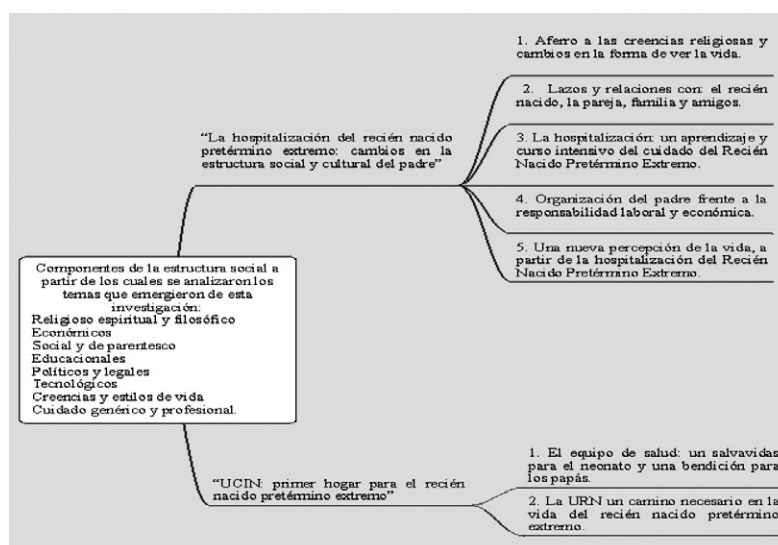 1. Aferro a las creencias religiosas y
cambios en la forma de ver la vida.
2. Lazos y relaciones con: el recién
nacido, la pareja, familia y amigos.
“La hospitalización del recién nacido
pretérmino extremo: cambios en la
estructura social y cultural del padre”
3. La hospitalización: un aprendizaje y
curso intensivo del cuidado del Recién
Nacido Pretérmino Extremo.
4. Organización del padre frente a la
responsabilidad laboral y económica.
5. Una nueva percepción de la vida, a
partir de la hospitalización del Recién
Nacido Pretérmino Extremo.
Componentes de la estructura social a
partir de los cuales se analizaron los
temas que emergieron de esta
investigación:
Religioso espiritual y filosófico
Económicos
Social y de parentesco
Educacionales
Políticos y legales
Tecnológicos
Creencias y estilos de vida
Cuidado genérico y profesional.
“UCIN: primer hogar para el recién
nacido pretérmino extremo”
1. El equipo de salud: un salvavidas
para el neonato y una bendición para
los papás.
2. La URN un camino necesario en la
vida del recién nacido pretérmino
extremo.